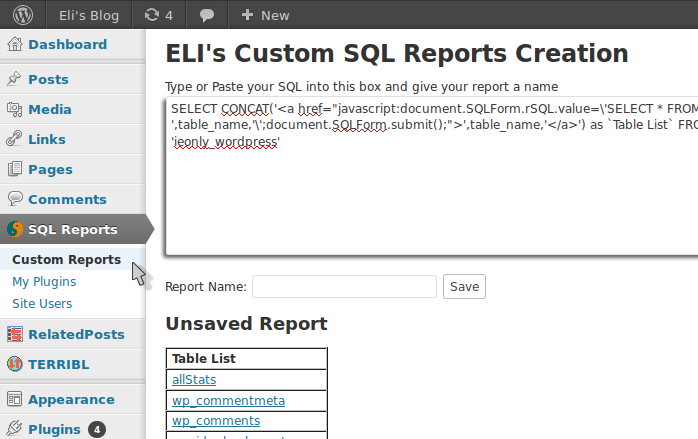 Eli's Blog 4 + New
Dashboard
Posts
Media
Links
Pages
Comments
SQL Reports
Custom Reports
My Plugins
Site Users
RelatedPosts
TERRIBL
Appearance
Plugins 4
ELI's Custom SQL Reports Creation
Type or Paste your SQL into this box and give your report a name
SELECT CONCAT('<a href="javascript:document.SQLForm.rSQL.value=\'SELECT * FROM
',table_name,'\';document.SQLForm.submit();">',table_name,'</a>') as `Table List` FRO
'ieonly_wordpress'
Report Name:
Save
Unsaved Report
Table List
allStats
wp_commentmeta
wp_comments